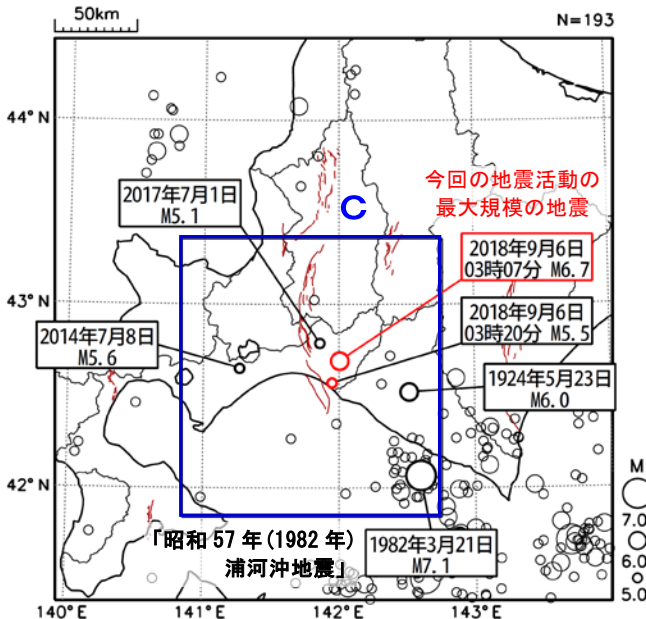 50km
N=193
44°N
43°N
42°N
140°E
141°E
142°E
143°E
2017年7月1日
M5.1
C
今回の地震活動の
最大規模の地震
2018年9月6日
03時07分 M6.7
2018年9月6日
03時20分 M5.5
2014年7月8日
M5.6
1924年5月23日
M6.0
「昭和57年(1982年)
浦河沖地震」
1982年3月21日
M7.1
M
7.0
6.0
5.0